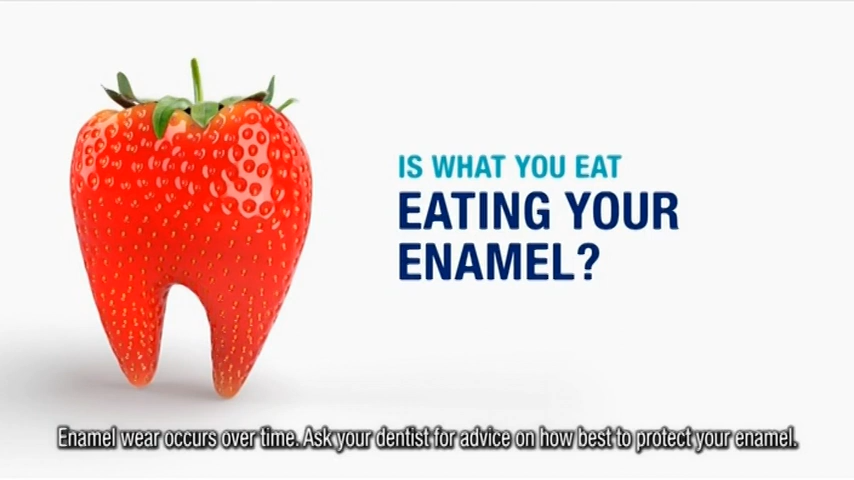 IS WHAT YOU EAT
EATING YOUR
ENAMEL?
Enamel wear occurs over time. Ask your dentist for advice on how best to protect your enamel.